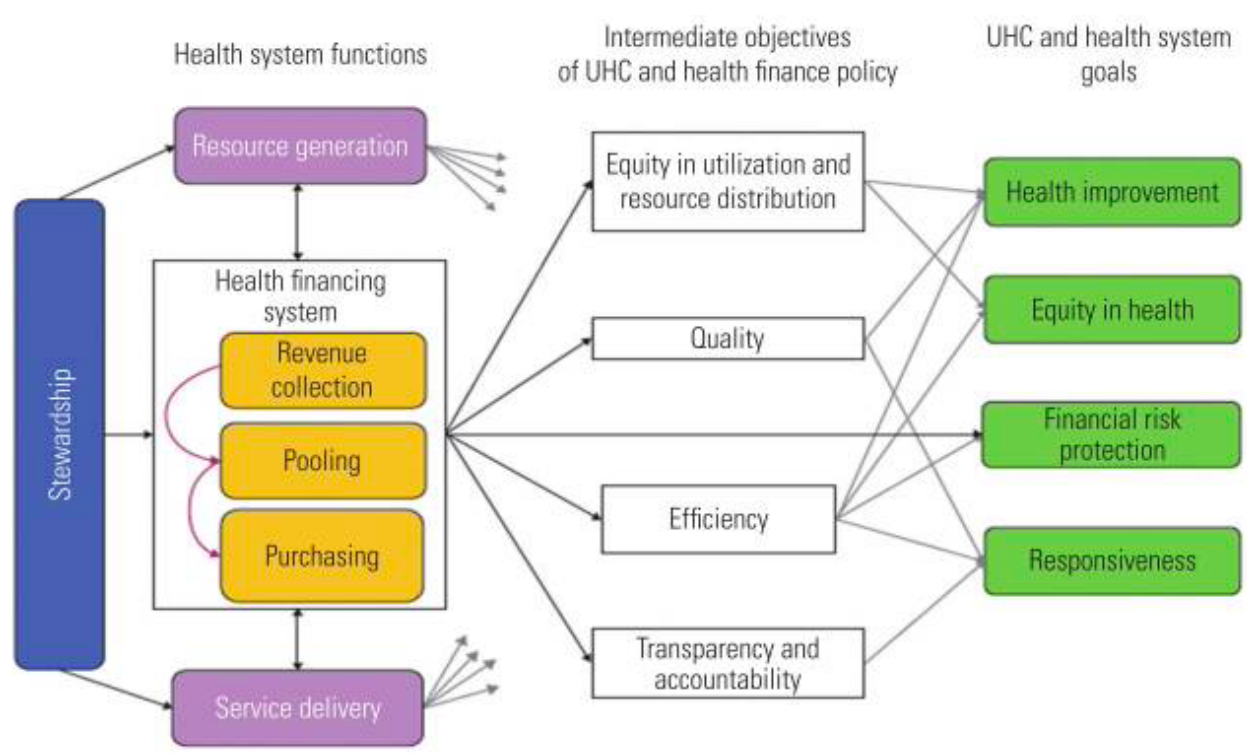 Health system functions
Intermediate objectives
of UHC and health finance policy
UHC and health system
goals
Stewardship
Resource generation
Health financing
system
Revenue
collection
Pooling
Purchasing
Service delivery
Equity in utilization and
resource distribution
Quality
Efficiency
Transparency and
accountability
Health improvement
Equity in health
Financial risk
protection
Responsiveness